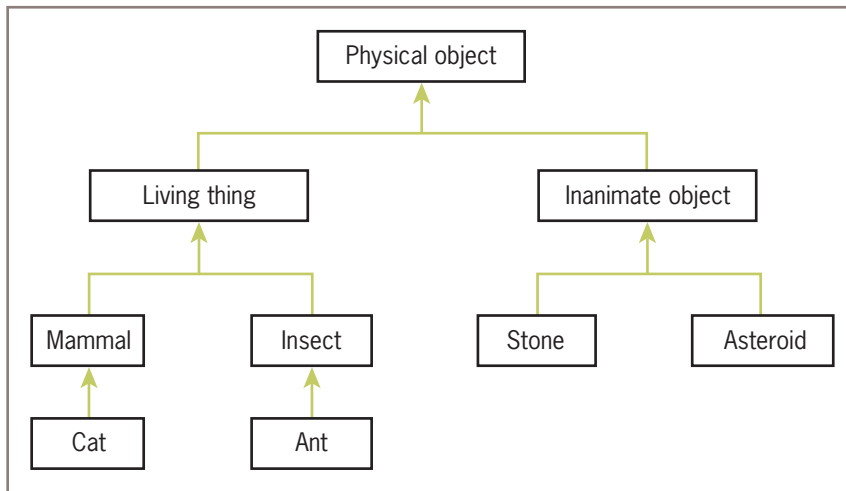 Physical object
Living thing
Inanimate object
Mammal
Insect
Stone
Asteroid
Cat
Ant